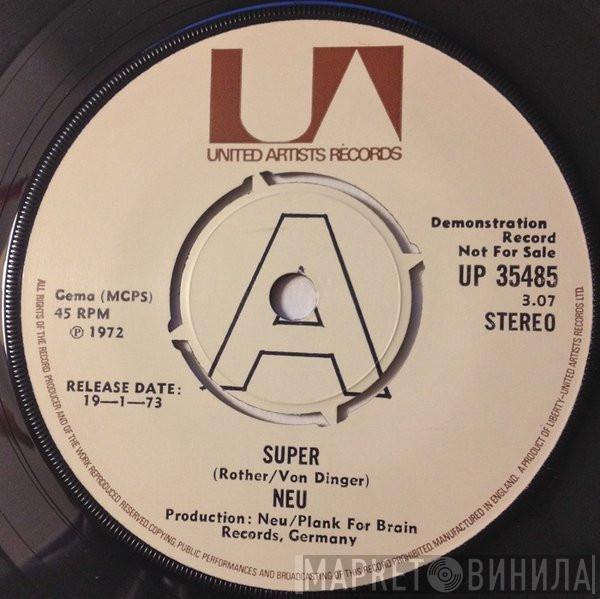 UA
UNITED ARTISTS RECORDS
Demonstration
Record
Not For Sale
UP 35485
3.07
STEREO
Gema (MCPS)
45 RPM
℗ 1972
A
RELEASE DATE:
19—1—73
SUPER
(Rother/Von Dinger)
NEU
Production: Neu/Plank For Brain
Records, Germany
ALL RIGHTS OF THE RECORD PRODUCER AND OF THE WORK REPRODUCED RESERVED. COPYING, PUBLIC PERFORMANCES AND BROADCASTING OF THIS RECORD PROHIBITED. MANUFACTURED IN ENGLAND. A PRODUCT OF LIBERTY—UNITED ARTISTS RECORDS LTD.
МАРКЕТ ВИНИЛА